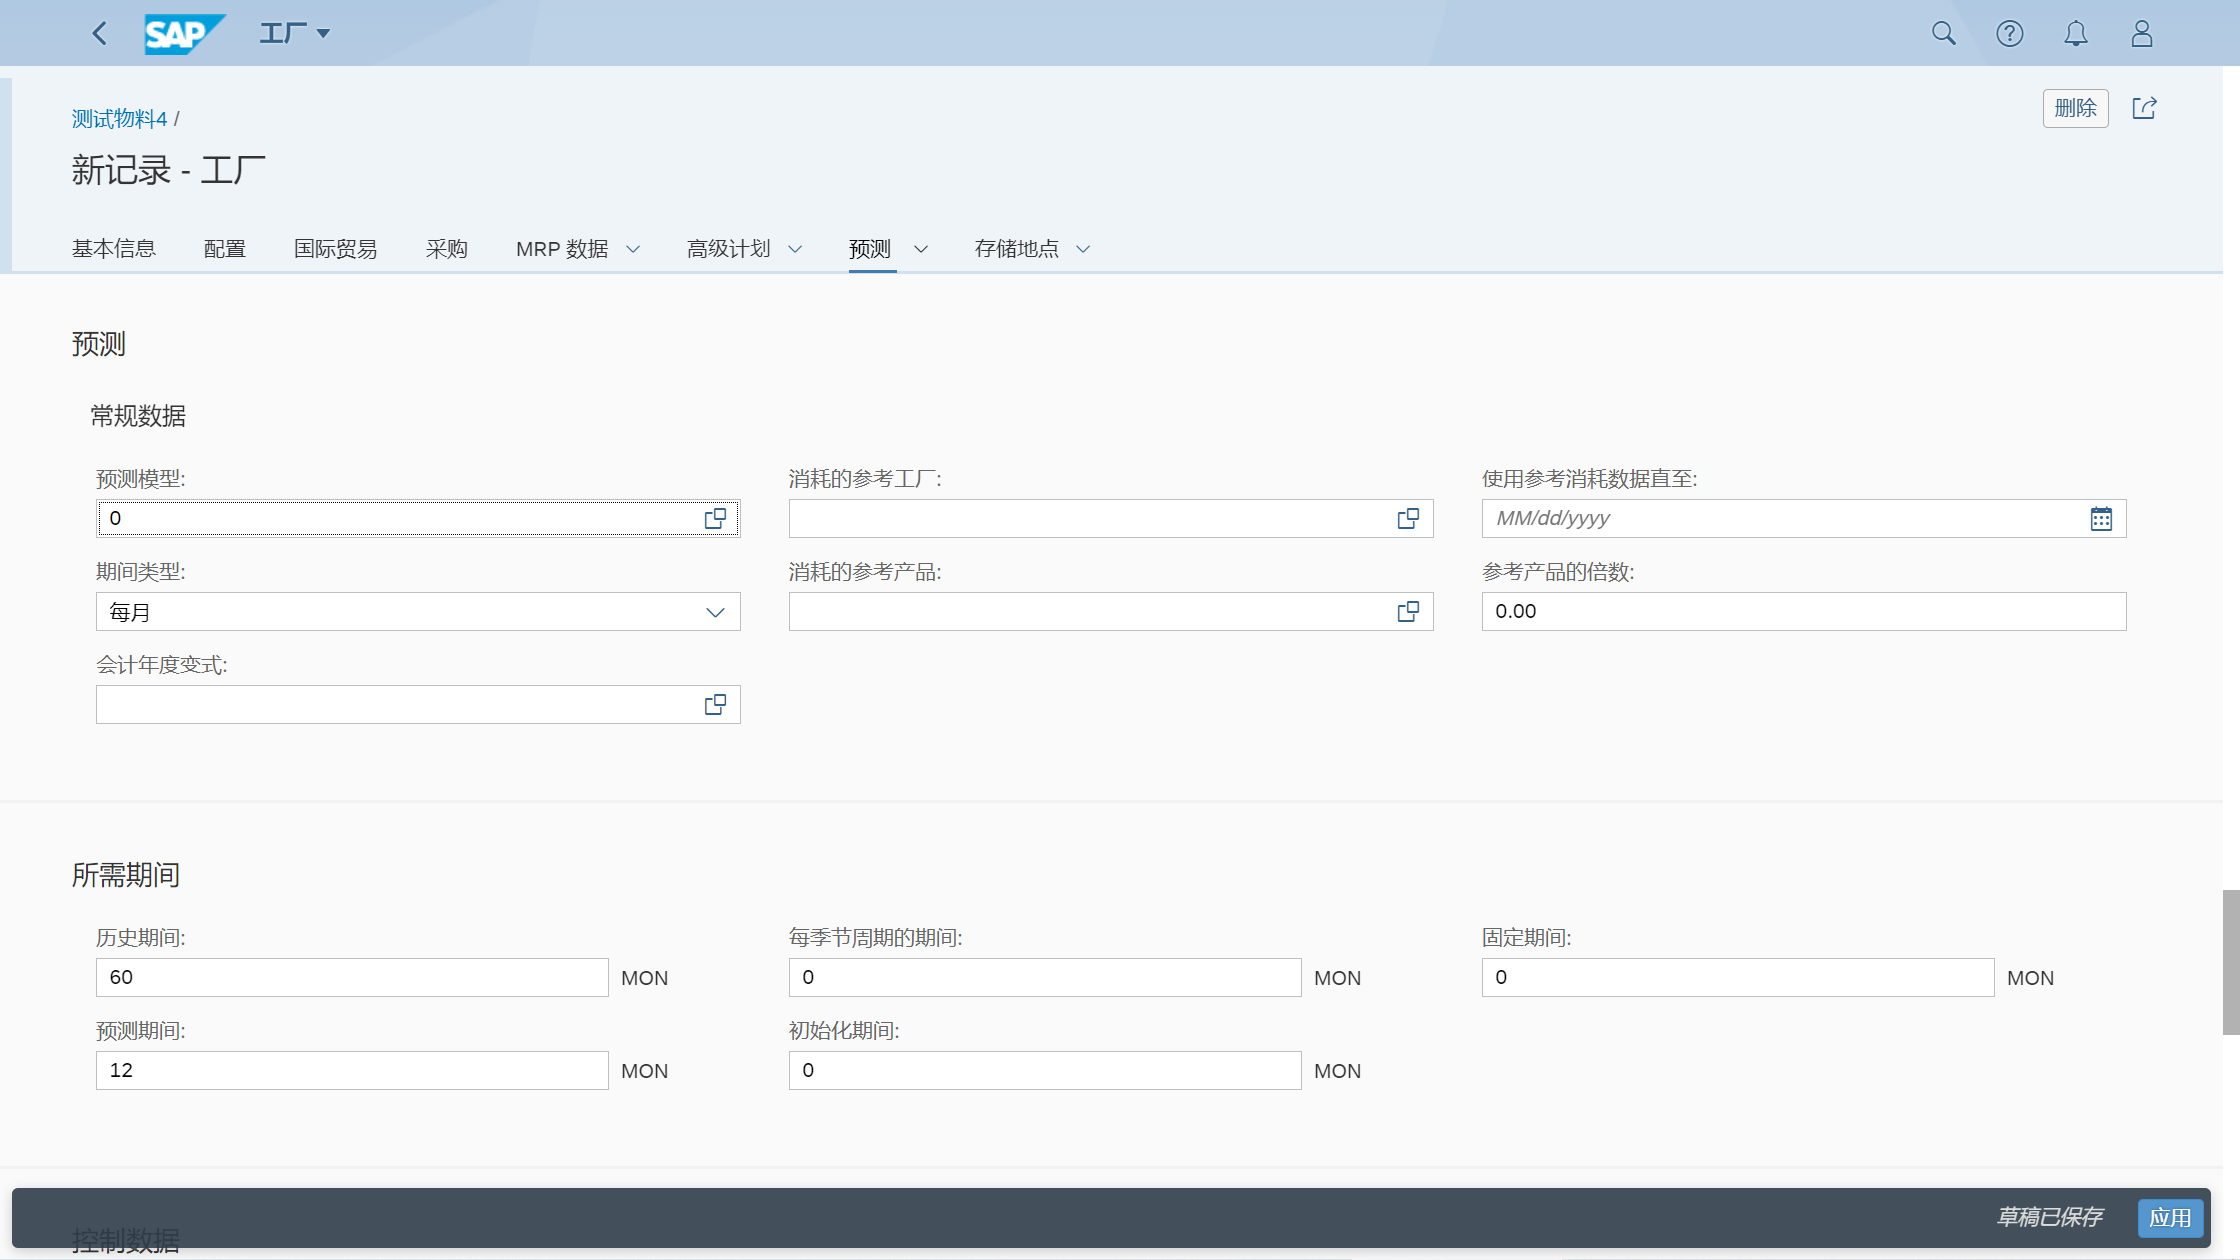 SAP 工厂
测试物料4 /
删除
新记录 - 工厂
基本信息 配置 国际贸易 采购 MRP 数据 高级计划 预测 存储地点
预测
常规数据
预测模型: 消耗的参考工厂: 使用参考消耗数据直至:
0 MM/dd/yyyy
期间类型: 消耗的参考产品: 参考产品的倍数:
每月 0.00
会计年度变式:
所需期间
历史期间: 每季节周期的期间: 固定期间:
60 MON 0 MON 0 MON
预测期间: 初始化期间:
12 MON 0 MON
草稿已保存 应用
控制数据